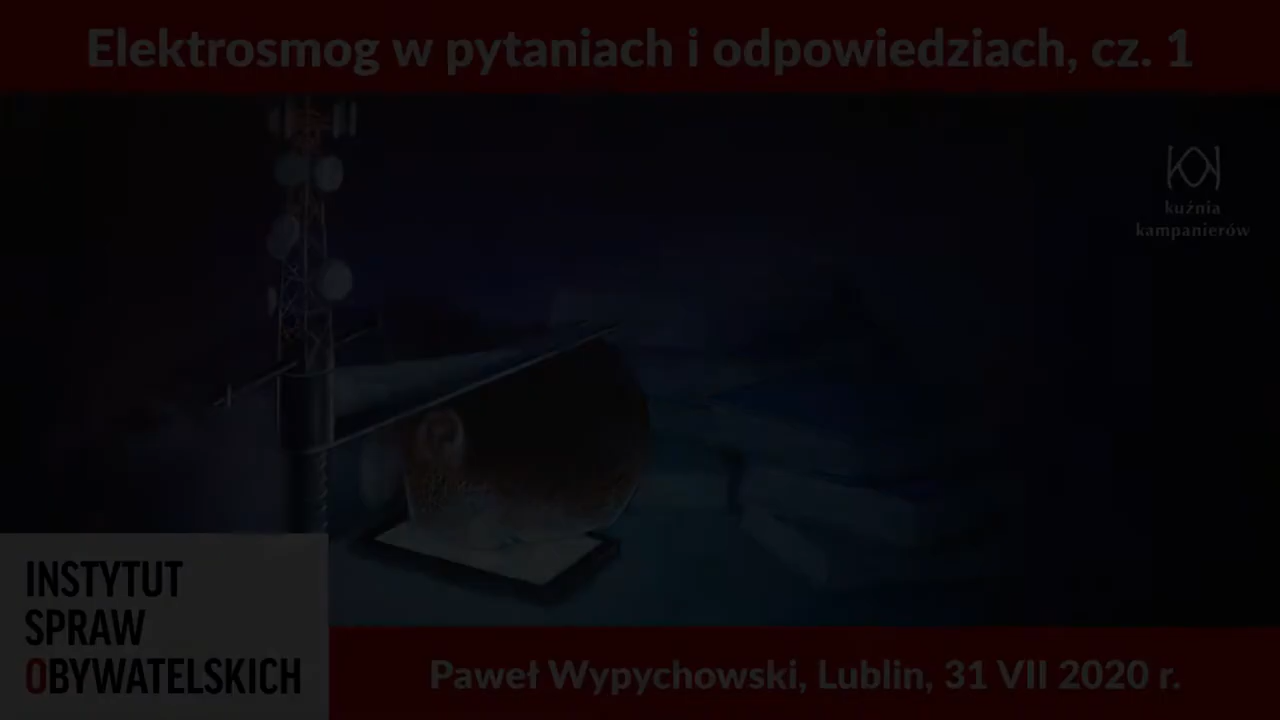 Elektrosmog w pytaniach i odpowiedziach, cz. 1
kuźnia
kampanierów
INSTYTUT
SPRAW
OBYWATELSKICH
Paweł Wypychowski, Lublin, 31 VII 2020 r.